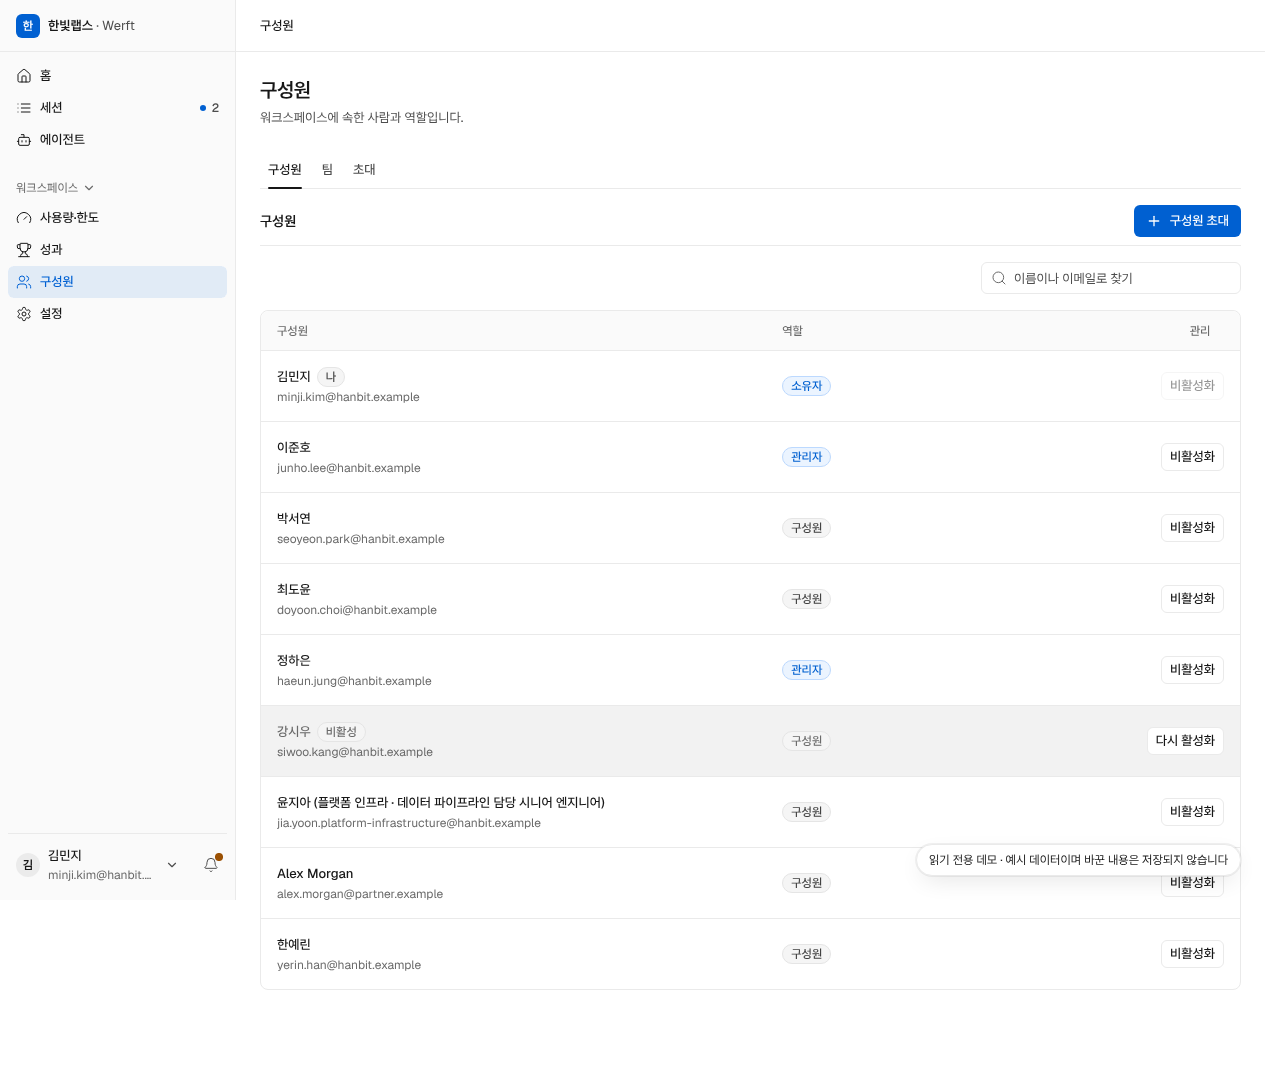 한 한빛랩스 · Werft
구성원
홈
세션 2
에이전트
워크스페이스
사용량·한도
성과
구성원
설정
김 김민지
minji.kim@hanbit.…
구성원
워크스페이스에 속한 사람과 역할입니다.
구성원 팀 초대
구성원
구성원 초대
이름이나 이메일로 찾기
구성원 역할 관리
김민지 나
minji.kim@hanbit.example
소유자
비활성화
이준호
junho.lee@hanbit.example
관리자
비활성화
박서연
seoyeon.park@hanbit.example
구성원
비활성화
최도윤
doyoon.choi@hanbit.example
구성원
비활성화
정하은
haeun.jung@hanbit.example
관리자
비활성화
강시우 비활성
siwoo.kang@hanbit.example
구성원
다시 활성화
윤지아 (플랫폼 인프라 · 데이터 파이프라인 담당 시니어 엔지니어)
jia.yoon.platform-infrastructure@hanbit.example
구성원
비활성화
읽기 전용 데모 · 예시 데이터이며 바꾼 내용은 저장되지 않습니다
Alex Morgan
alex.morgan@partner.example
구성원
비활성화
한예린
yerin.han@hanbit.example
구성원
비활성화